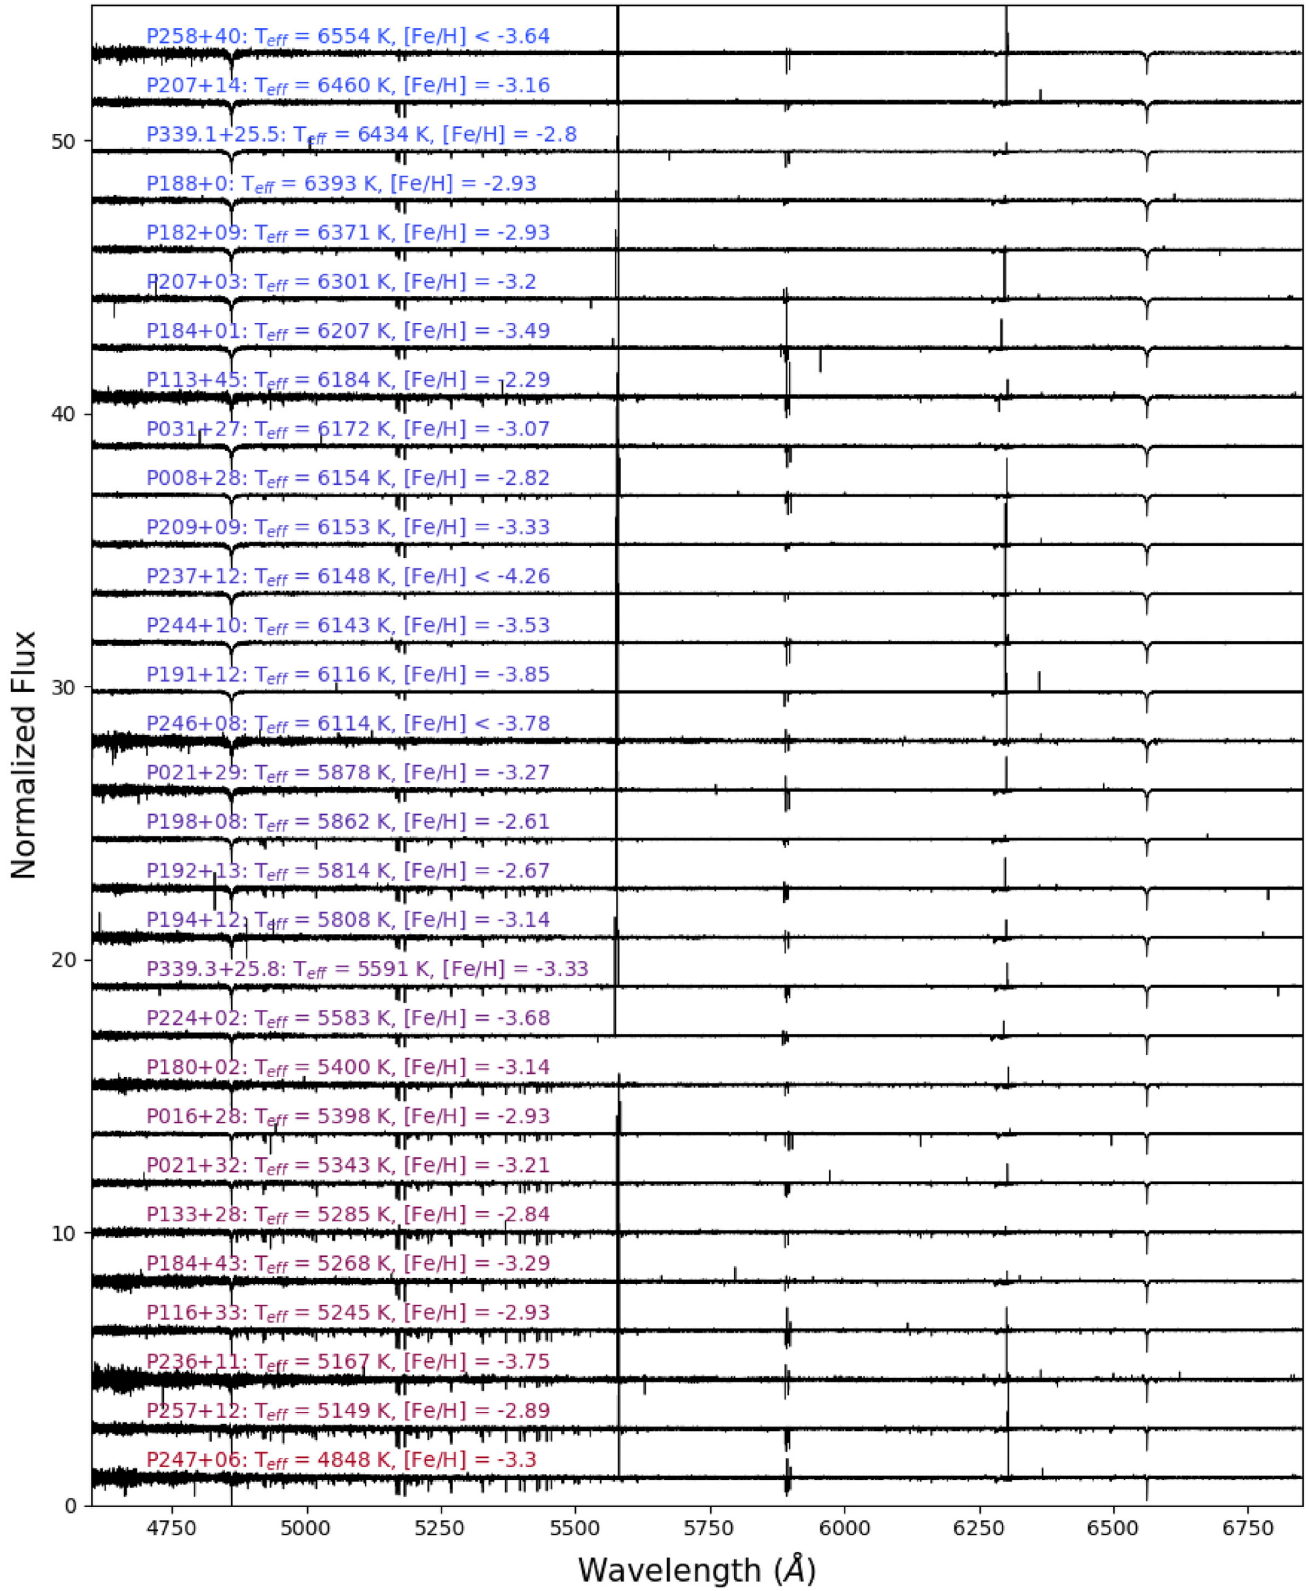 P258+40: Teff = 6554 K, [Fe/H] < -3.64
P207+14: Teff = 6460 K, [Fe/H] = -3.16
P339.1+25.5: Teff = 6434 K, [Fe/H] = -2.8
P188+0: Teff = 6393 K, [Fe/H] = -2.93
P182+09: Teff = 6371 K, [Fe/H] = -2.93
P207+03: Teff = 6301 K, [Fe/H] = -3.2
P184+01: Teff = 6207 K, [Fe/H] = -3.49
P113+45: Teff = 6184 K, [Fe/H] = -2.29
P031+27: Teff = 6172 K, [Fe/H] = -3.07
P008+28: Teff = 6154 K, [Fe/H] = -2.82
P209+09: Teff = 6153 K, [Fe/H] = -3.33
P237+12: Teff = 6148 K, [Fe/H] < -4.26
P244+10: Teff = 6143 K, [Fe/H] = -3.53
P191+12: Teff = 6116 K, [Fe/H] = -3.85
P246+08: Teff = 6114 K, [Fe/H] < -3.78
P021+29: Teff = 5878 K, [Fe/H] = -3.27
P198+08: Teff = 5862 K, [Fe/H] = -2.61
P192+13: Teff = 5814 K, [Fe/H] = -2.67
P194+12: Teff = 5808 K, [Fe/H] = -3.14
P339.3+25.8: Teff = 5591 K, [Fe/H] = -3.33
P224+02: Teff = 5583 K, [Fe/H] = -3.68
P180+02: Teff = 5400 K, [Fe/H] = -3.14
P016+28: Teff = 5398 K, [Fe/H] = -2.93
P021+32: Teff = 5343 K, [Fe/H] = -3.21
P133+28: Teff = 5285 K, [Fe/H] = -2.84
P184+43: Teff = 5268 K, [Fe/H] = -3.29
P116+33: Teff = 5245 K, [Fe/H] = -2.93
P236+11: Teff = 5167 K, [Fe/H] = -3.75
P257+12: Teff = 5149 K, [Fe/H] = -2.89
P247+06: Teff = 4848 K, [Fe/H] = -3.3
50
40
30
20
10
0
Normalized Flux
4750 5000 5250 5500 5750 6000 6250 6500 6750
Wavelength (Å)